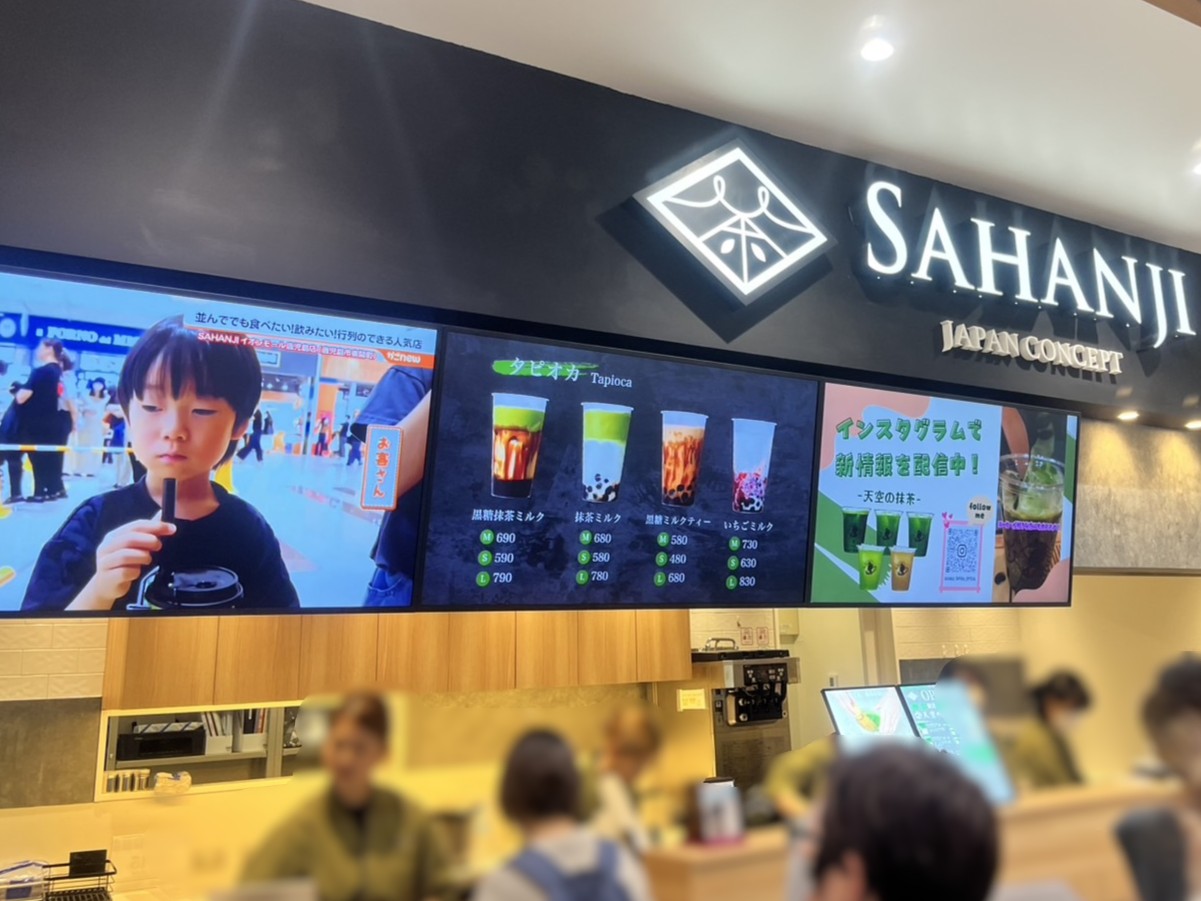 SAHANJI
JAPAN CONCEPT
並んででも食べたい!飲みたい!行列のできる人気店
お客さん
タピオカ Tapioca
黒糖抹茶ミルク
M 690
S 590
L 790
抹茶ミルク
M 680
S 580
L 780
黒糖ミルクティー
M 580
S 480
L 680
いちごミルク
M 730
S 630
L 830
インスタグラムで
新情報を配信中!
-天空の抹茶-
follow
me